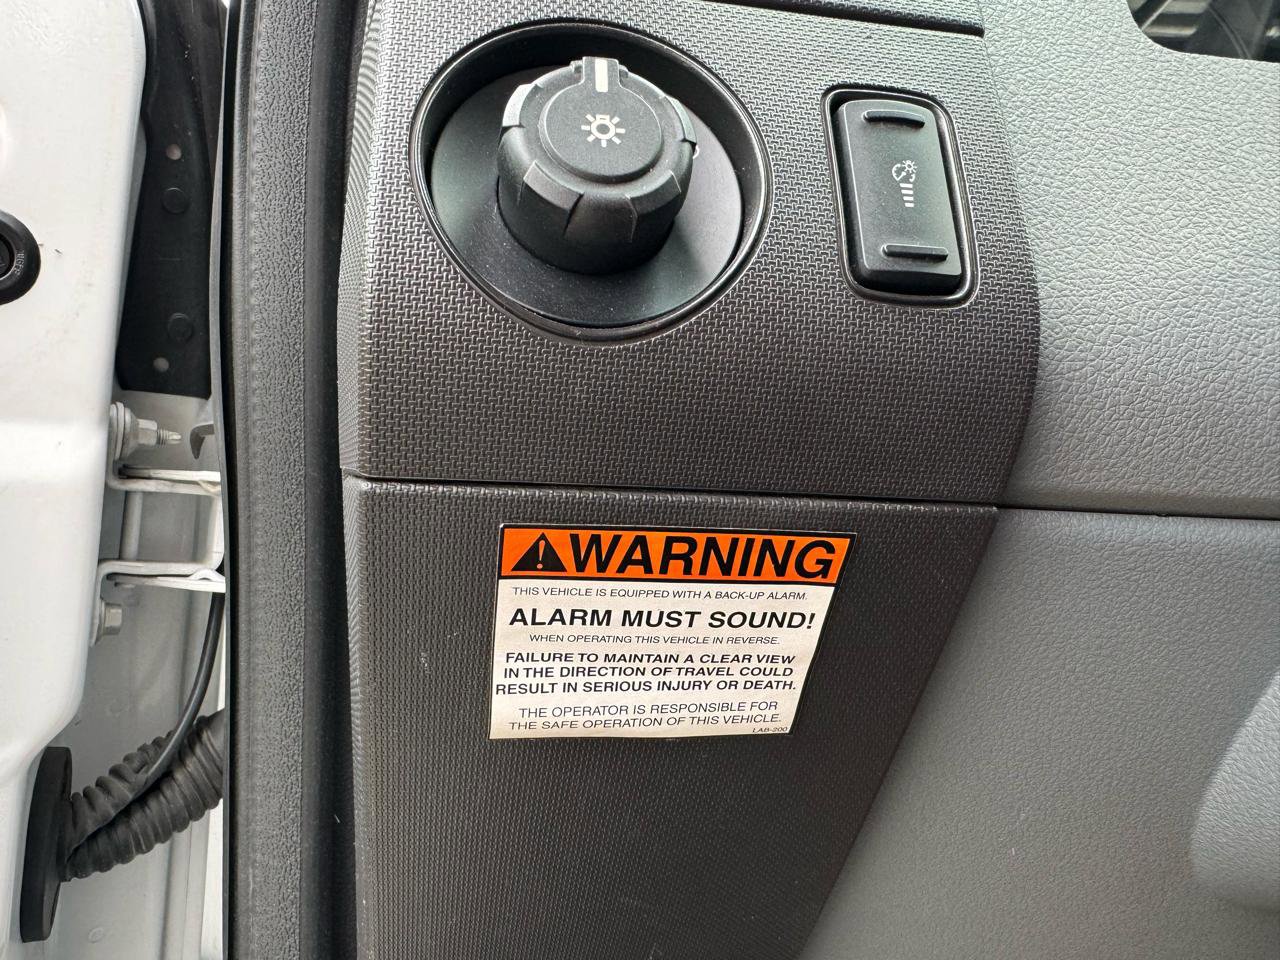 WARNING
THIS VEHICLE IS EQUIPPED WITH A BACK-UP ALARM.
ALARM MUST SOUND!
WHEN OPERATING THIS VEHICLE IN REVERSE.
FAILURE TO MAINTAIN A CLEAR VIEW
IN THE DIRECTION OF TRAVEL COULD
RESULT IN SERIOUS INJURY OR DEATH.
THE OPERATOR IS RESPONSIBLE FOR
THE SAFE OPERATION OF THIS VEHICLE.
LAB-200